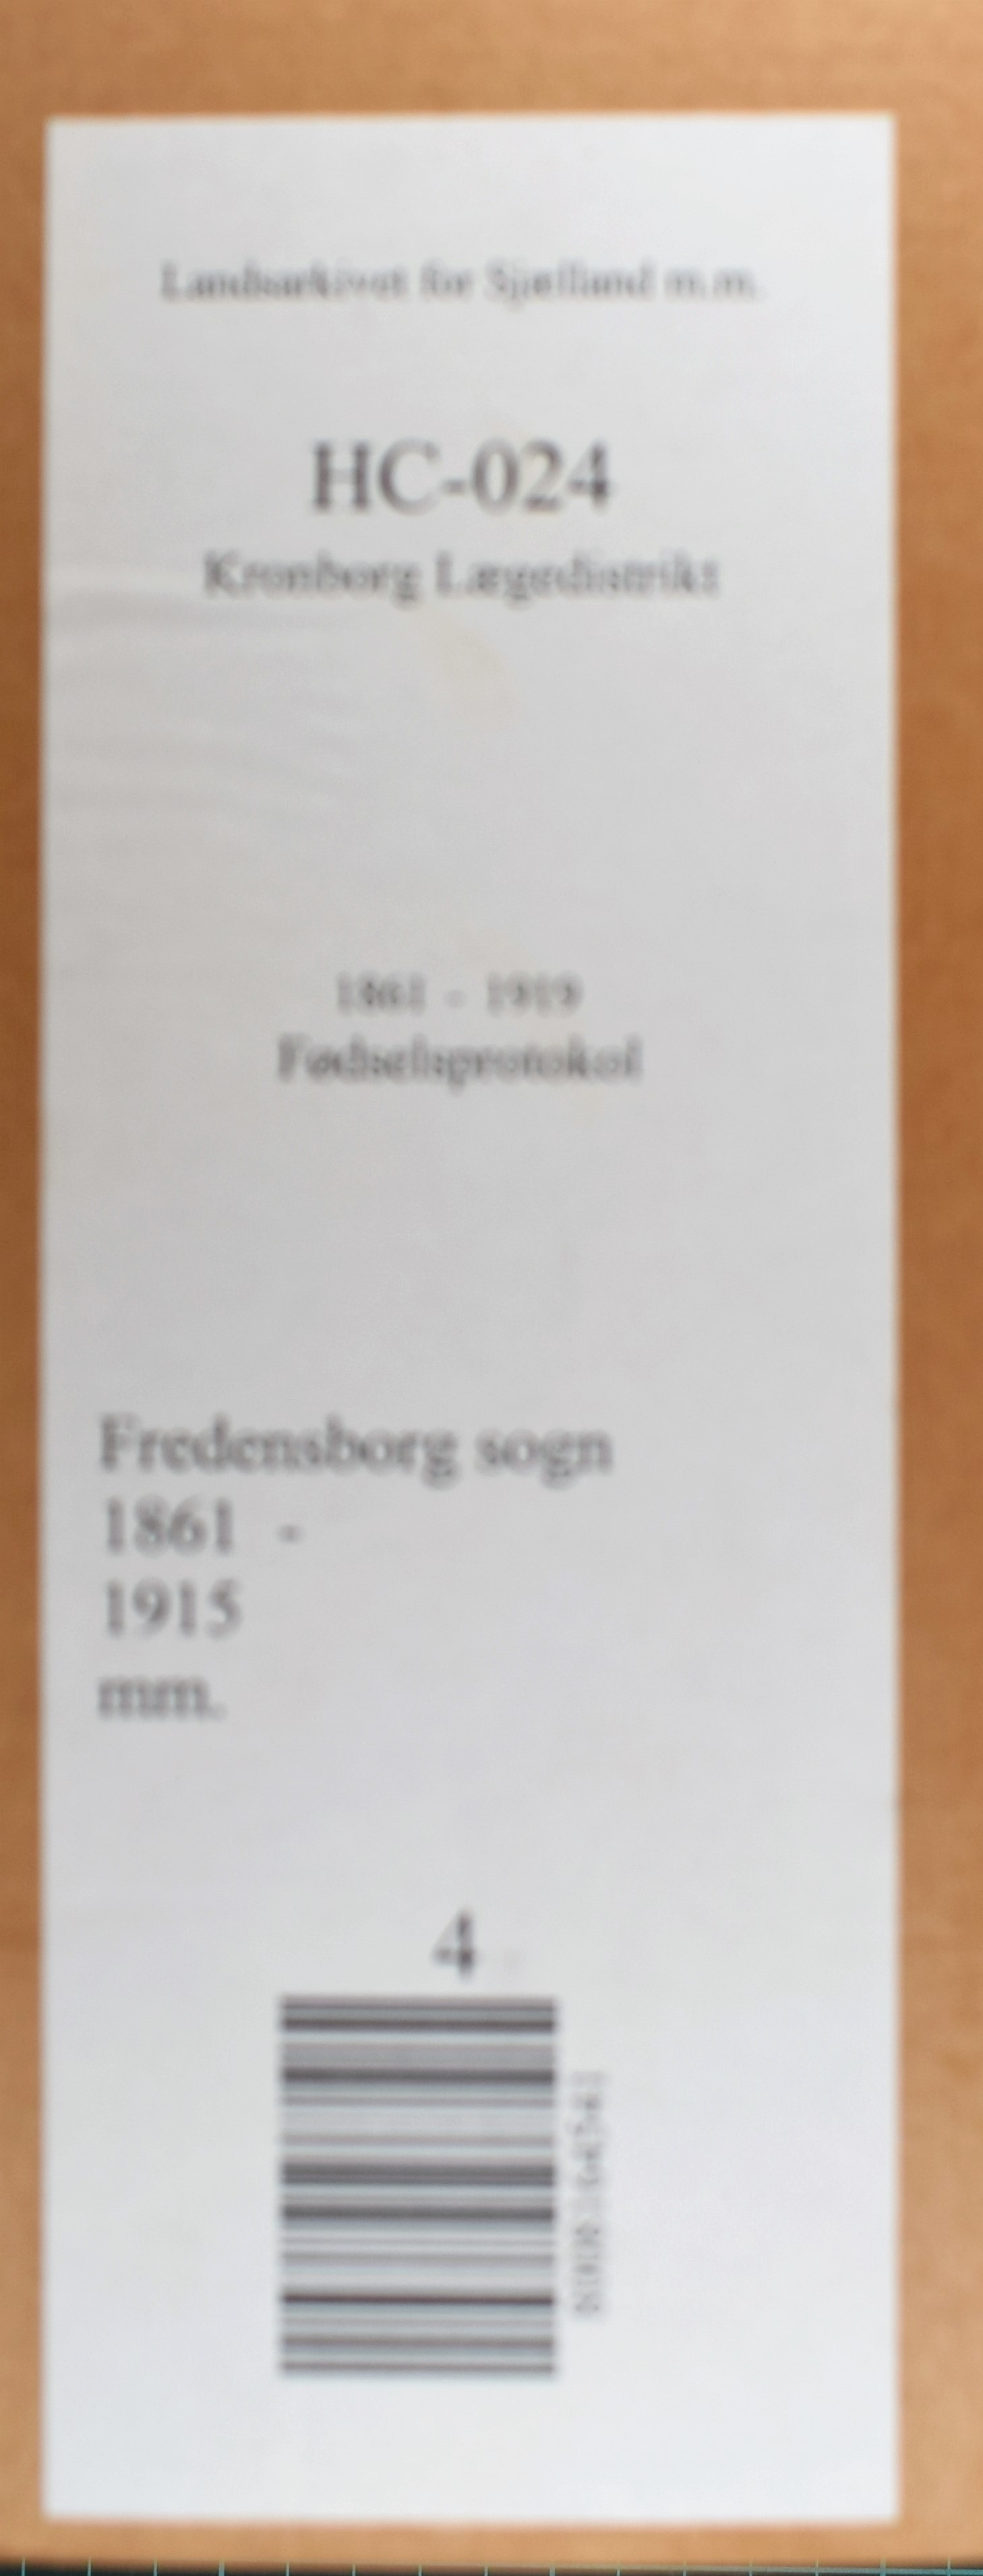 Landsarkivet for Sjælland m.m.
HC-024
Kronborg Lægedistrikt
1861 - 1919
Fødselsprotokol
Fredensborg sogn
1861 -
1915
mm.
4